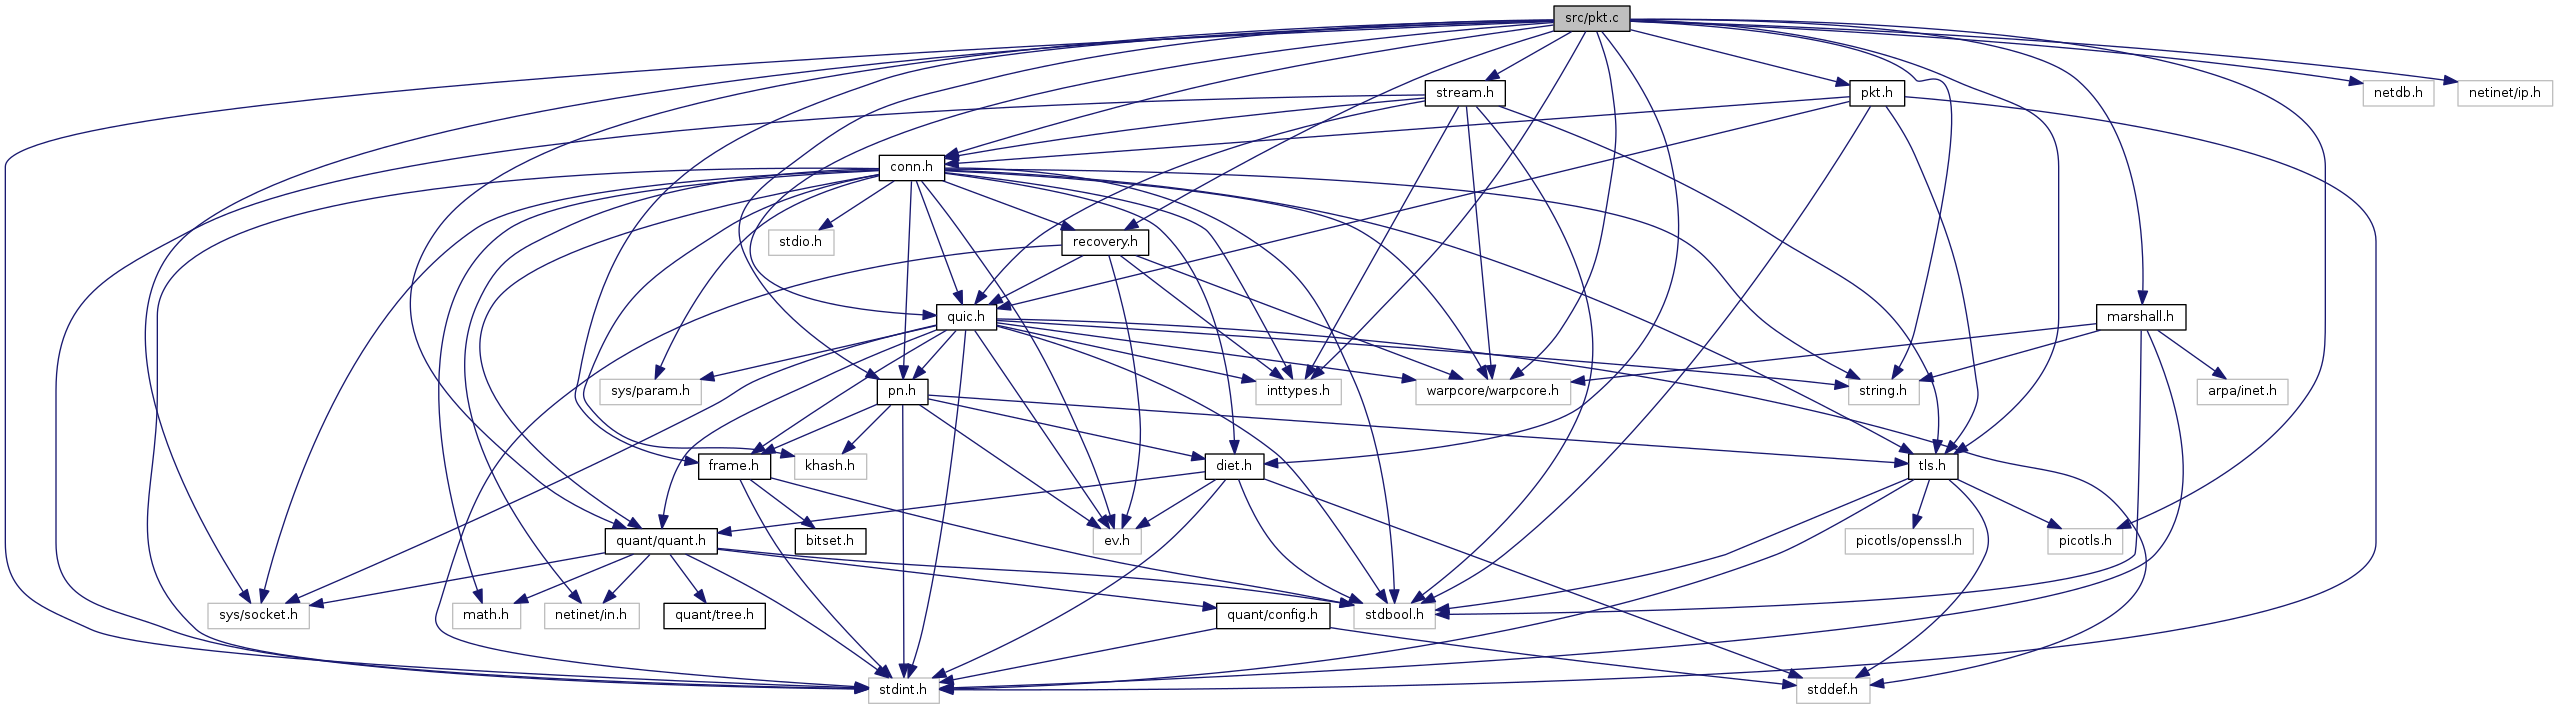 src/pkt.c
stream.h
pkt.h
netdb.h
netinet/ip.h
conn.h
stdio.h
recovery.h
quic.h
marshall.h
sys/param.h
pn.h
inttypes.h
warpcore/warpcore.h
string.h
arpa/inet.h
frame.h
khash.h
diet.h
tls.h
quant/quant.h
bitset.h
ev.h
picotls/openssl.h
picotls.h
sys/socket.h
math.h
netinet/in.h
quant/tree.h
quant/config.h
stdbool.h
stdint.h
stddef.h